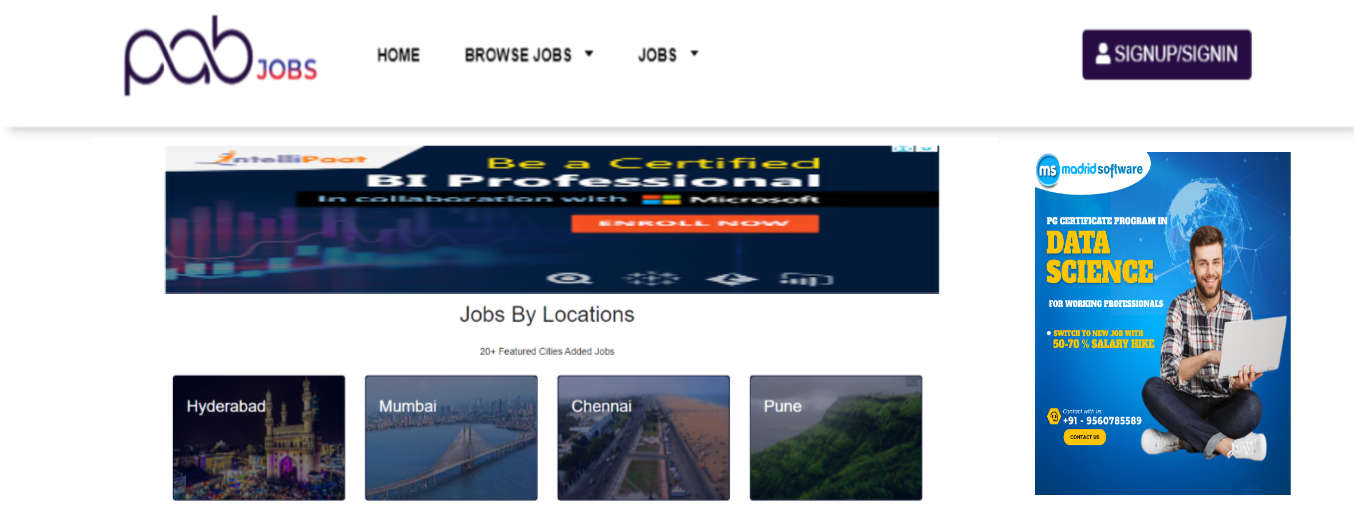 pab JOBS
HOME
BROWSE JOBS
JOBS
SIGNUP/SIGNIN
IntelliPaat
Be a Certified
BI Professional
In collaboration with Microsoft
ENROLL NOW
ms madridsoftware
PG CERTIFICATE PROGRAM IN
DATA
SCIENCE
FOR WORKING PROFESSIONALS
• SWITCH TO NEW JOB WITH
50-70 % SALARY HIKE
Contact with us:
+91 - 9560785589
CONTACT US
Jobs By Locations
20+ Featured Cities Added Jobs
Hyderabad
Mumbai
Chennai
Pune